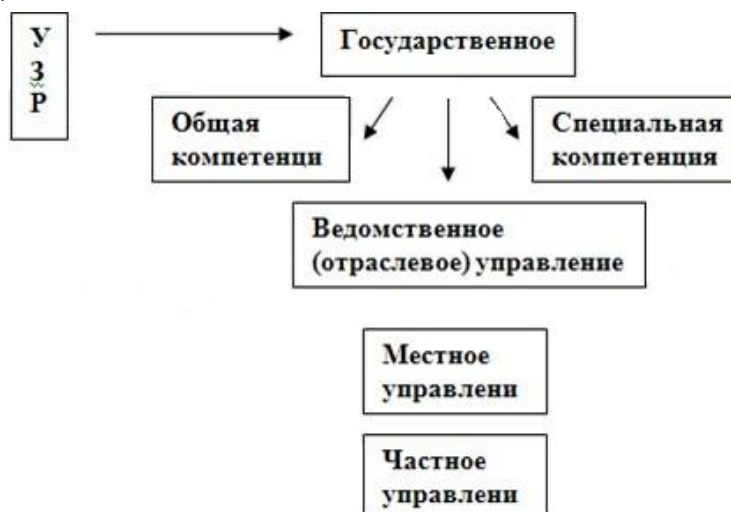 У
З
Р
Государственное
Общая
компетенци
Специальная
компетенция
Ведомственное
(отраслевое) управление
Местное
управлени
Частное
управлени